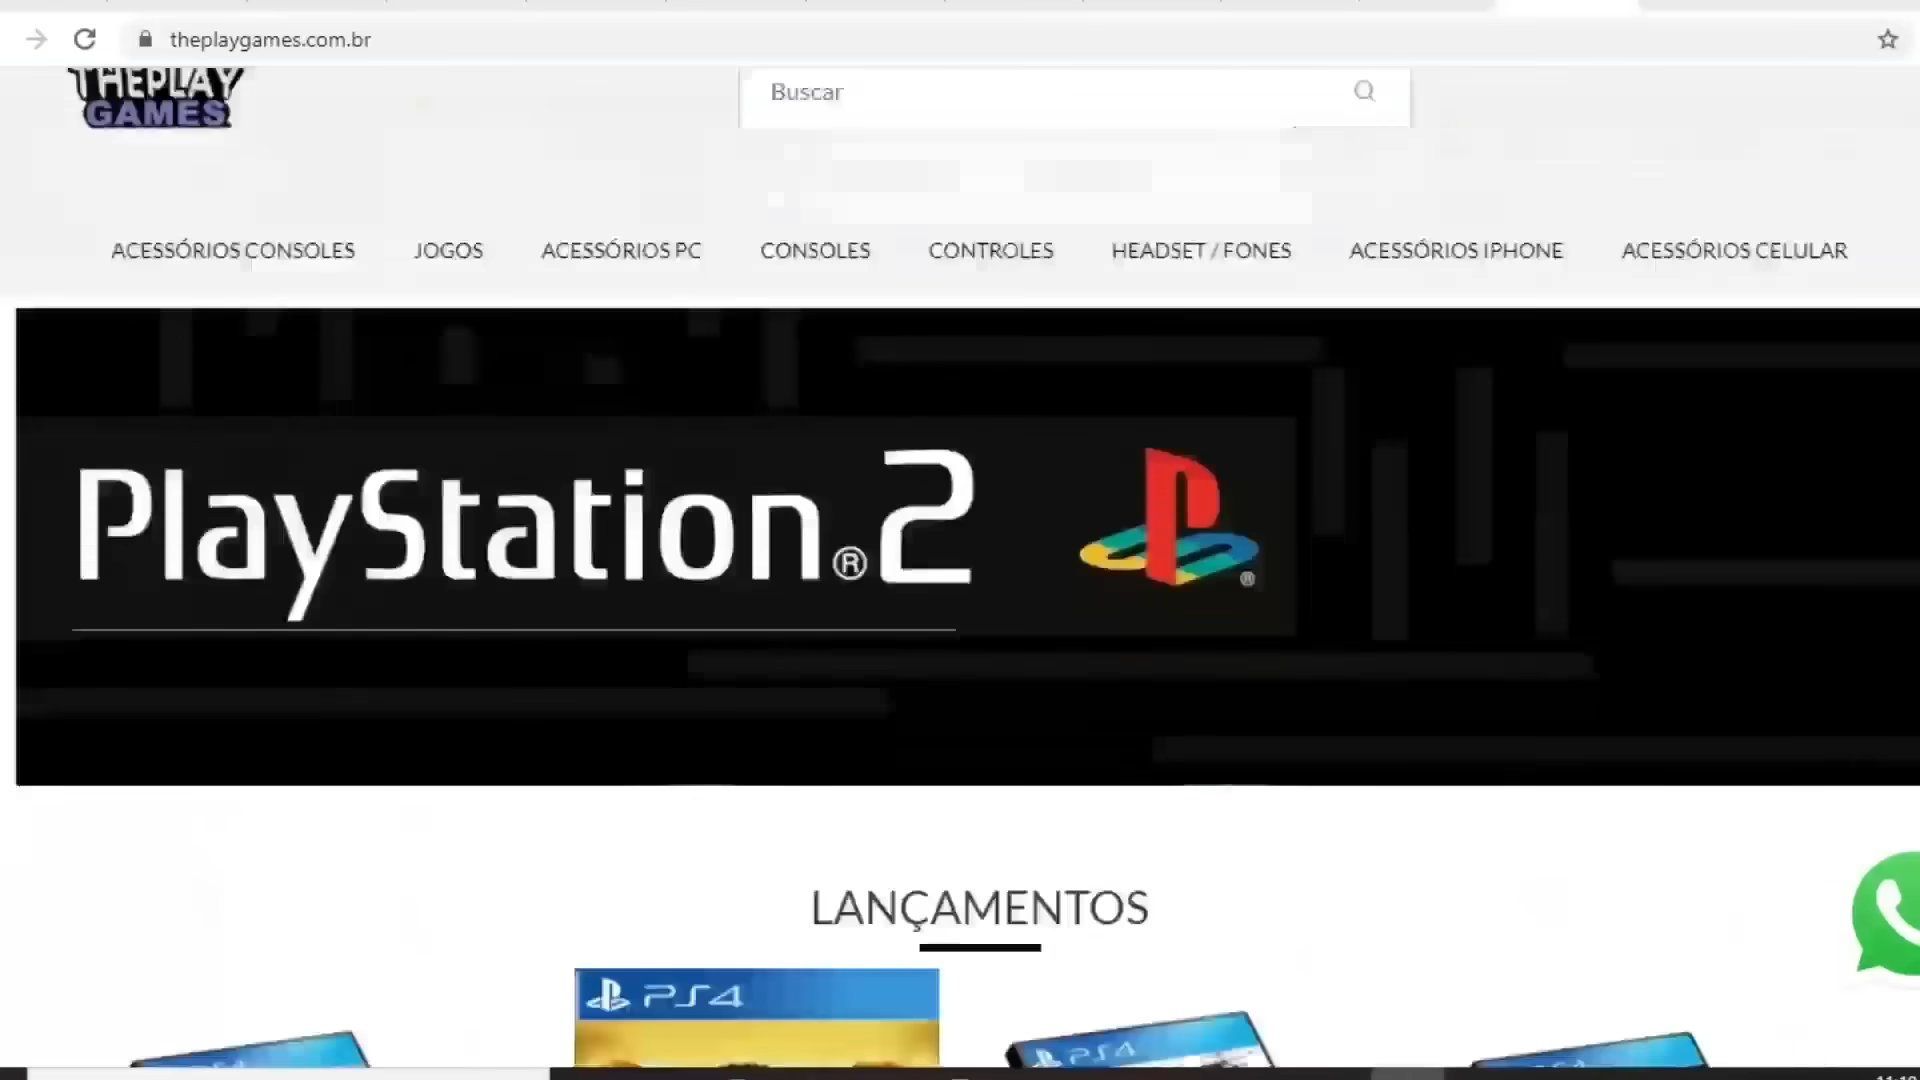 theplaygames.com.br
THEPLAY
GAMES
Buscar
ACESSÓRIOS CONSOLES JOGOS ACESSÓRIOS PC CONSOLES CONTROLES HEADSET / FONES ACESSÓRIOS IPHONE ACESSÓRIOS CELULAR
PlayStation®2
LANÇAMENTOS
PS4
PS4